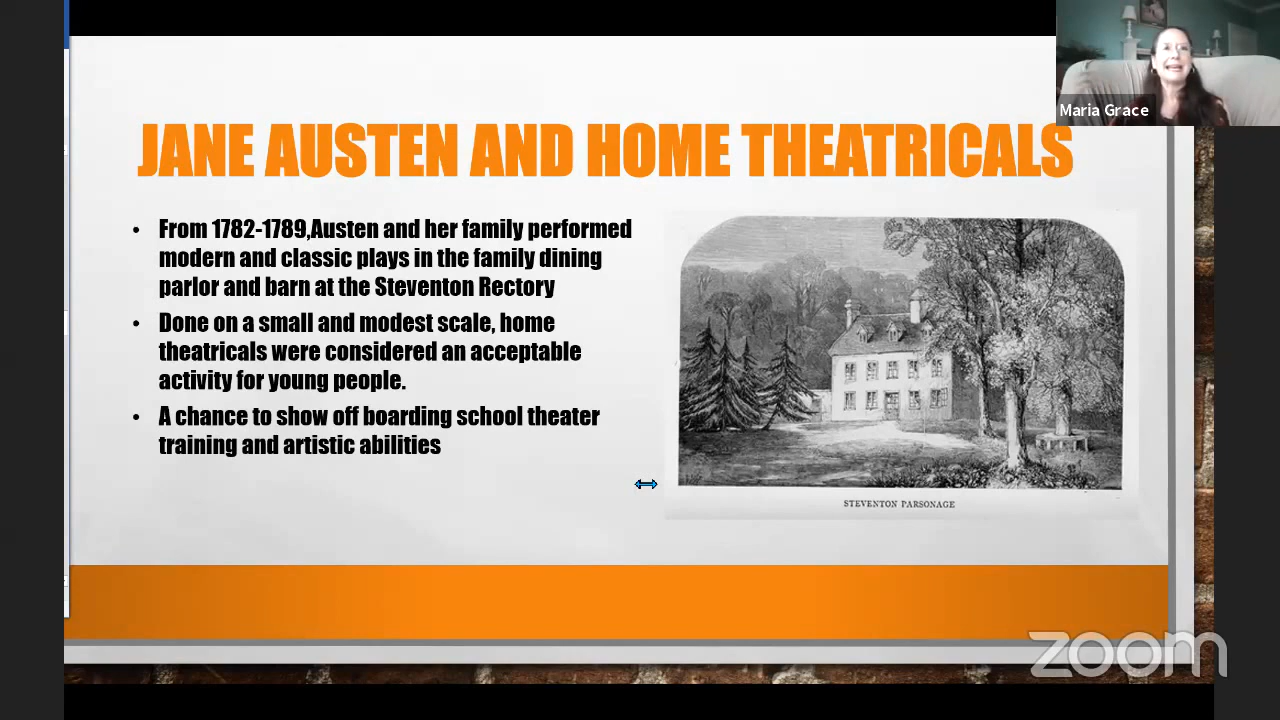 Maria Grace
JANE AUSTEN AND HOME THEATRICALS
• From 1782-1789,Austen and her family performed
modern and classic plays in the family dining
parlor and barn at the Steventon Rectory
• Done on a small and modest scale, home
theatricals were considered an acceptable
activity for young people.
• A chance to show off boarding school theater
training and artistic abilities
STEVENTON PARSONAGE
zoom